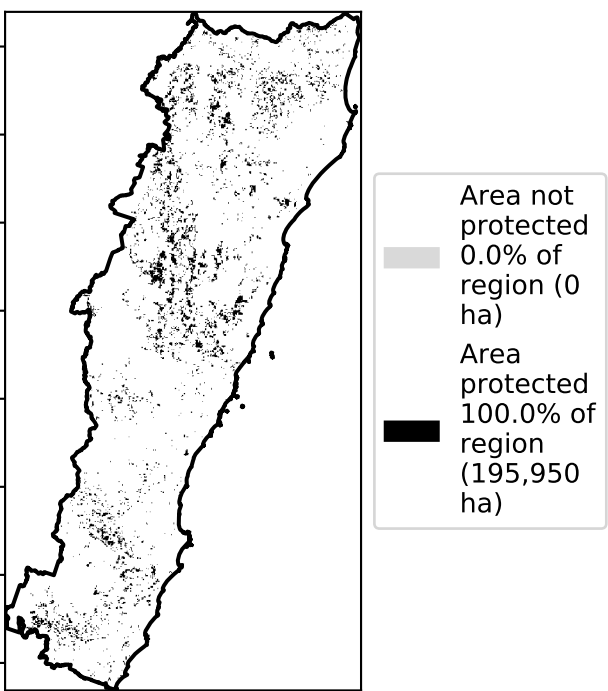 Area not
protected
0.0% of
region (0
ha)
Area
protected
100.0% of
region
(195,950
ha)